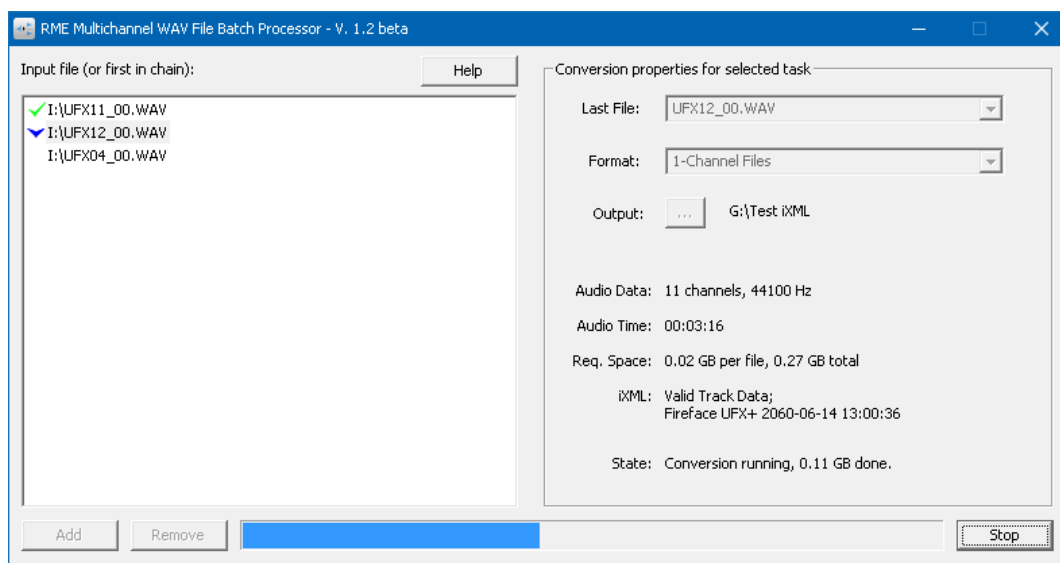 RME Multichannel WAV File Batch Processor - V. 1.2 beta
Input file (or first in chain):
Help
I:\UFX11_00.WAV
I:\UFX12_00.WAV
I:\UFX04_00.WAV
Conversion properties for selected task
Last File: UFX12_00.WAV
Format: 1-Channel Files
Output: ... G:\Test iXML
Audio Data: 11 channels, 44100 Hz
Audio Time: 00:03:16
Req. Space: 0.02 GB per file, 0.27 GB total
iXML: Valid Track Data;
Fireface UFX+ 2060-06-14 13:00:36
State: Conversion running, 0.11 GB done.
Add Remove Stop